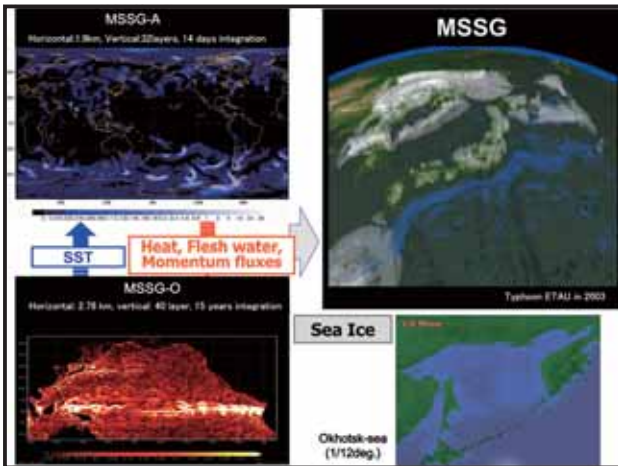 MSSG-A
Horizontal:1.9km, Vertical:32layers, 14 days integration
MSSG
SST
Heat, Flesh water,
Momentum fluxes
Typhoon ETAU in 2003
MSSG-O
Horizontal: 2.78 km, vertical: 40 layer, 15 years integration
Sea Ice
Okhotsk-sea
(1/12deg.)